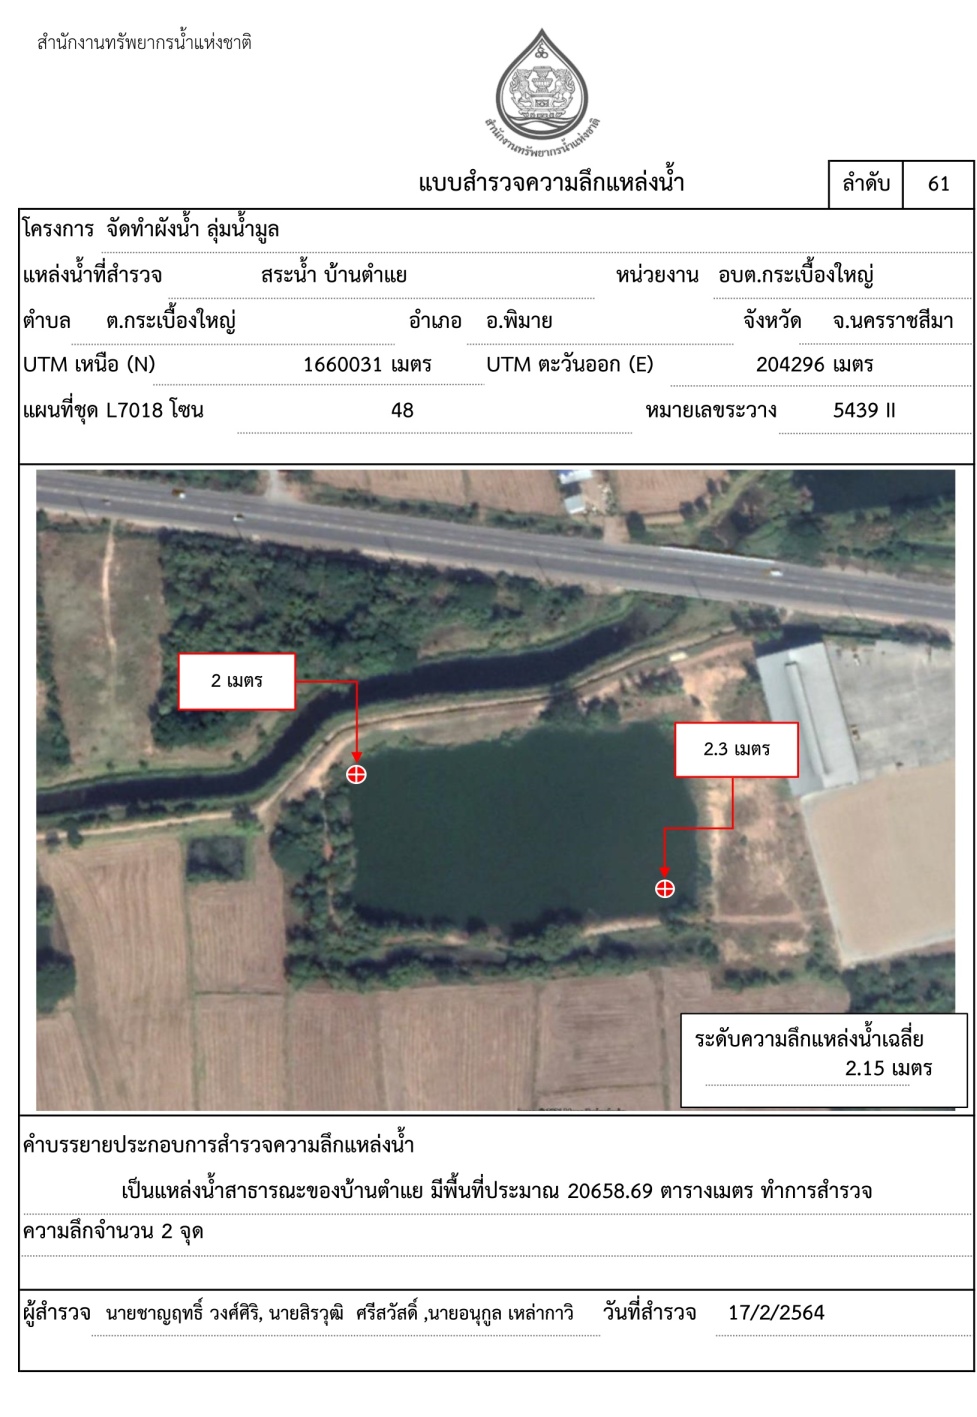 สำนักงานทรัพยากรน้ำแห่งชาติ
สำนักงานทรัพยากรน้ำแห่งชาติ
แบบสำรวจความลึกแหล่งน้ำ
ลำดับ 61
โครงการ จัดทำผังน้ำ ลุ่มน้ำมูล
แหล่งน้ำที่สำรวจ สระน้ำ บ้านตำแย หน่วยงาน อบต.กระเบื้องใหญ่
ตำบล ต.กระเบื้องใหญ่ อำเภอ อ.พิมาย จังหวัด จ.นครราชสีมา
UTM เหนือ (N) 1660031 เมตร UTM ตะวันออก (E) 204296 เมตร
แผนที่ชุด L7018 โซน 48 หมายเลขระวาง 5439 II
2 เมตร
2.3 เมตร
ระดับความลึกแหล่งน้ำเฉลี่ย
2.15 เมตร
คำบรรยายประกอบการสำรวจความลึกแหล่งน้ำ
เป็นแหล่งน้ำสาธารณะของบ้านตำแย มีพื้นที่ประมาณ 20658.69 ตารางเมตร ทำการสำรวจ
ความลึกจำนวน 2 จุด
ผู้สำรวจ นายชาญฤทธิ์ วงศ์ศิริ, นายสิรวุฒิ ศรีสวัสดิ์ ,นายอนุกูล เหล่ากาวิ วันที่สำรวจ 17/2/2564